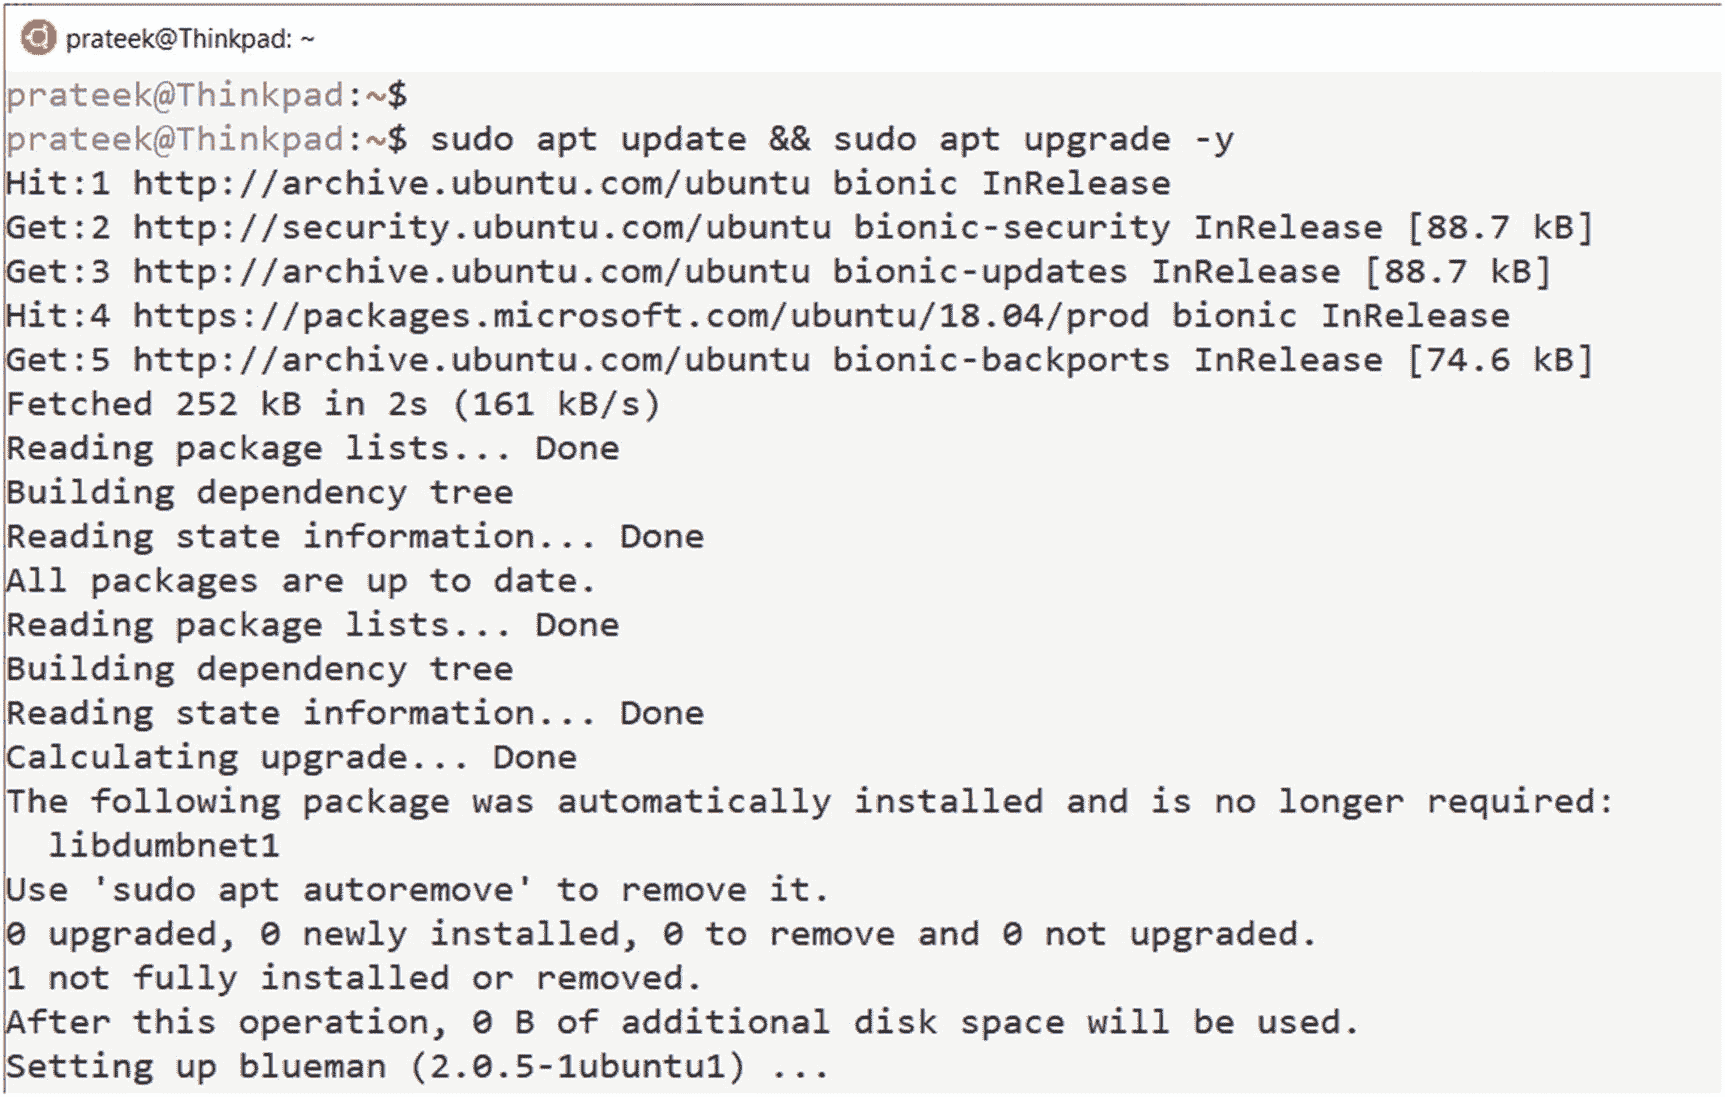 prateek@Thinkpad: ~
prateek@Thinkpad:~$
prateek@Thinkpad:~$ sudo apt update && sudo apt upgrade -y
Hit:1 http://archive.ubuntu.com/ubuntu bionic InRelease
Get:2 http://security.ubuntu.com/ubuntu bionic-security InRelease [88.7 kB]
Get:3 http://archive.ubuntu.com/ubuntu bionic-updates InRelease [88.7 kB]
Hit:4 https://packages.microsoft.com/ubuntu/18.04/prod bionic InRelease
Get:5 http://archive.ubuntu.com/ubuntu bionic-backports InRelease [74.6 kB]
Fetched 252 kB in 2s (161 kB/s)
Reading package lists... Done
Building dependency tree
Reading state information... Done
All packages are up to date.
Reading package lists... Done
Building dependency tree
Reading state information... Done
Calculating upgrade... Done
The following package was automatically installed and is no longer required:
  libdumbnet1
Use 'sudo apt autoremove' to remove it.
0 upgraded, 0 newly installed, 0 to remove and 0 not upgraded.
1 not fully installed or removed.
After this operation, 0 B of additional disk space will be used.
Setting up blueman (2.0.5-1ubuntu1) ...